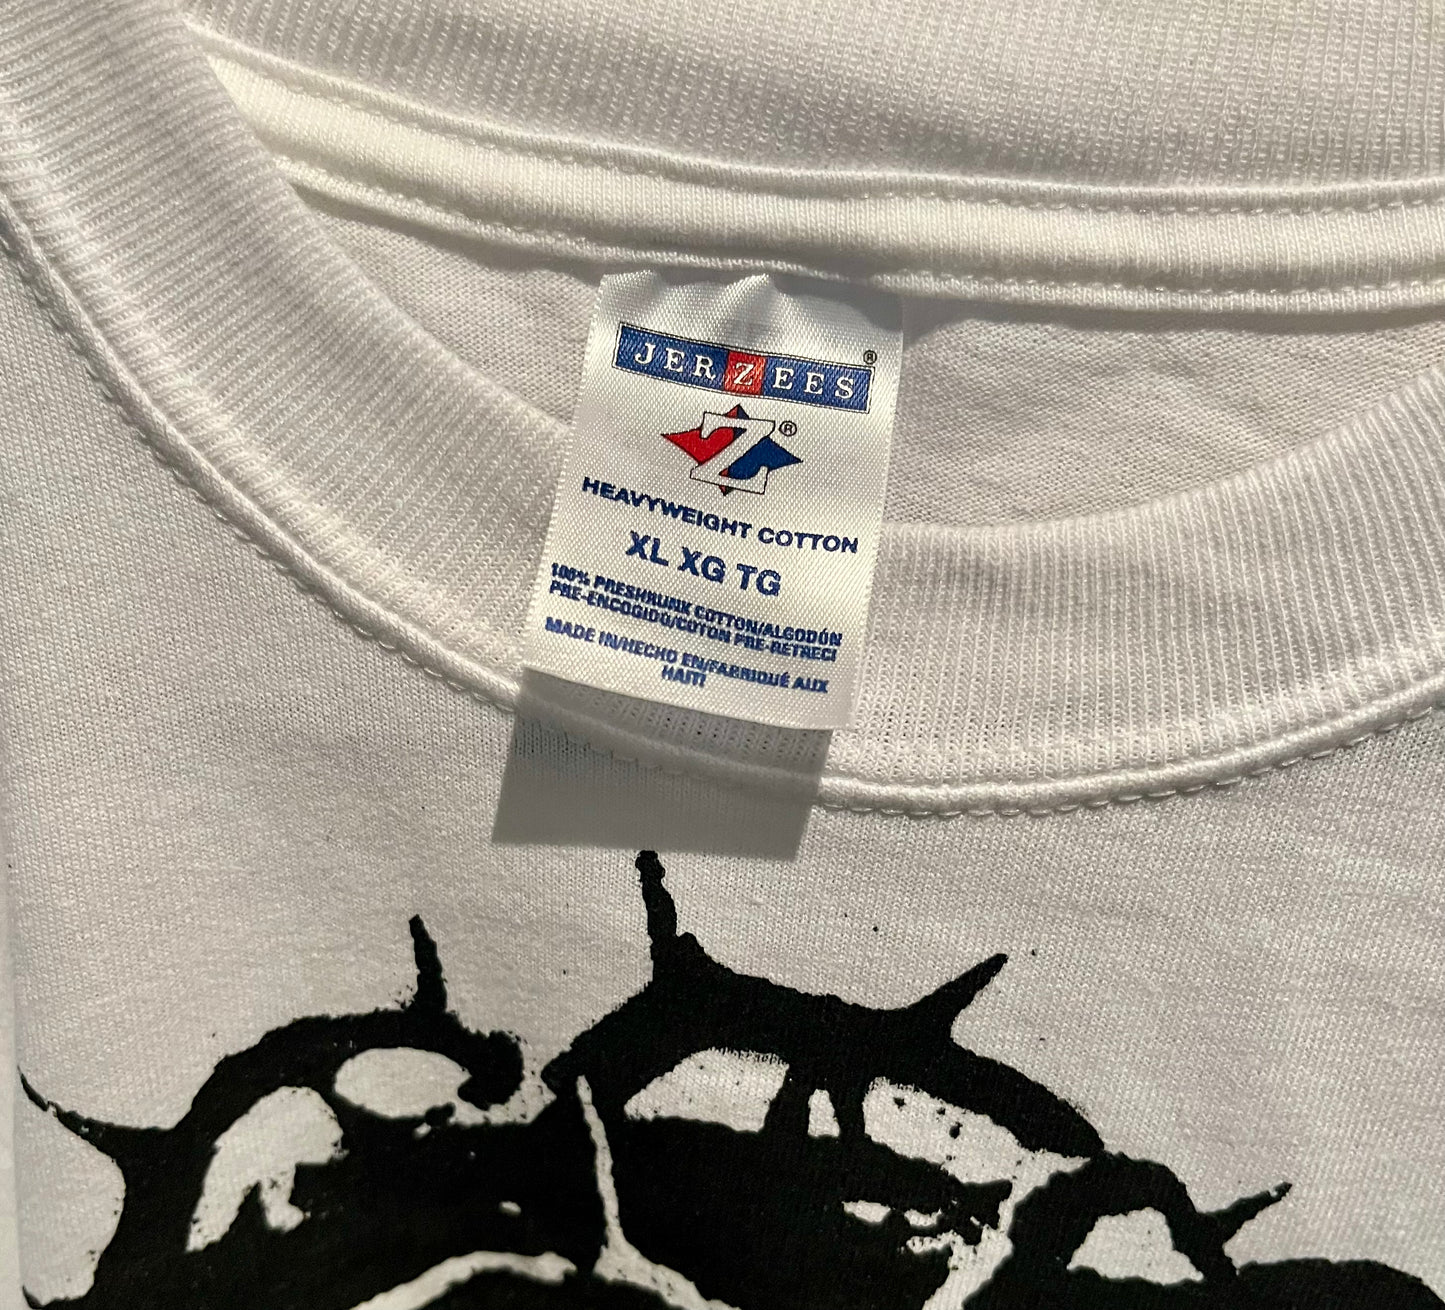 JERZEES®
Z®
HEAVYWEIGHT COTTON
XL XG TG
100% PRESHRUNK COTTON/ALGODÓN
PRE-ENCOGIDO/COTON PRE-RETRECI
MADE IN/HECHO EN/FABRIQUÉ AUX
HAITI